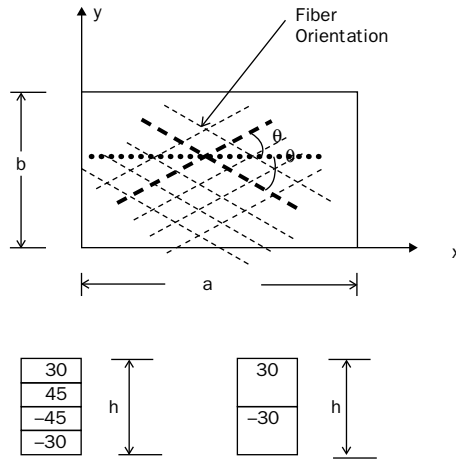 y
Fiber
Orientation
θ
θ
b
x
a
30
45
–45
–30
h
30
–30
h